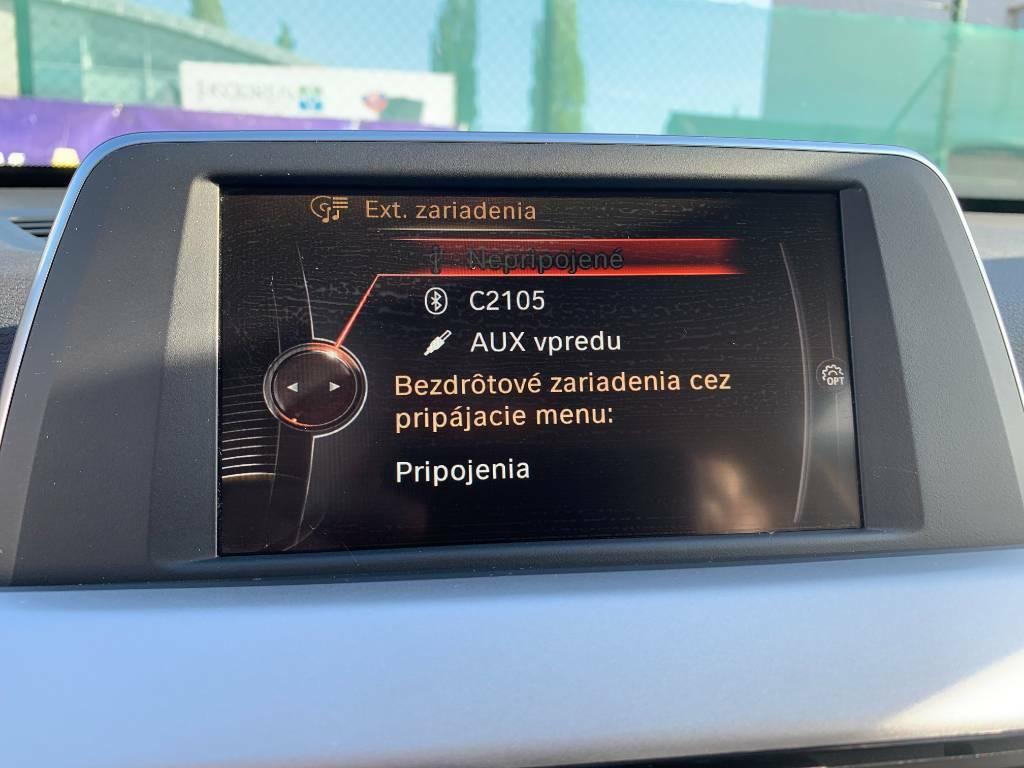 Ext. zariadenia
Nepripojené
C2105
AUX vpredu
Bezdrôtové zariadenia cez
pripájacie menu:
OPT
Pripojenia